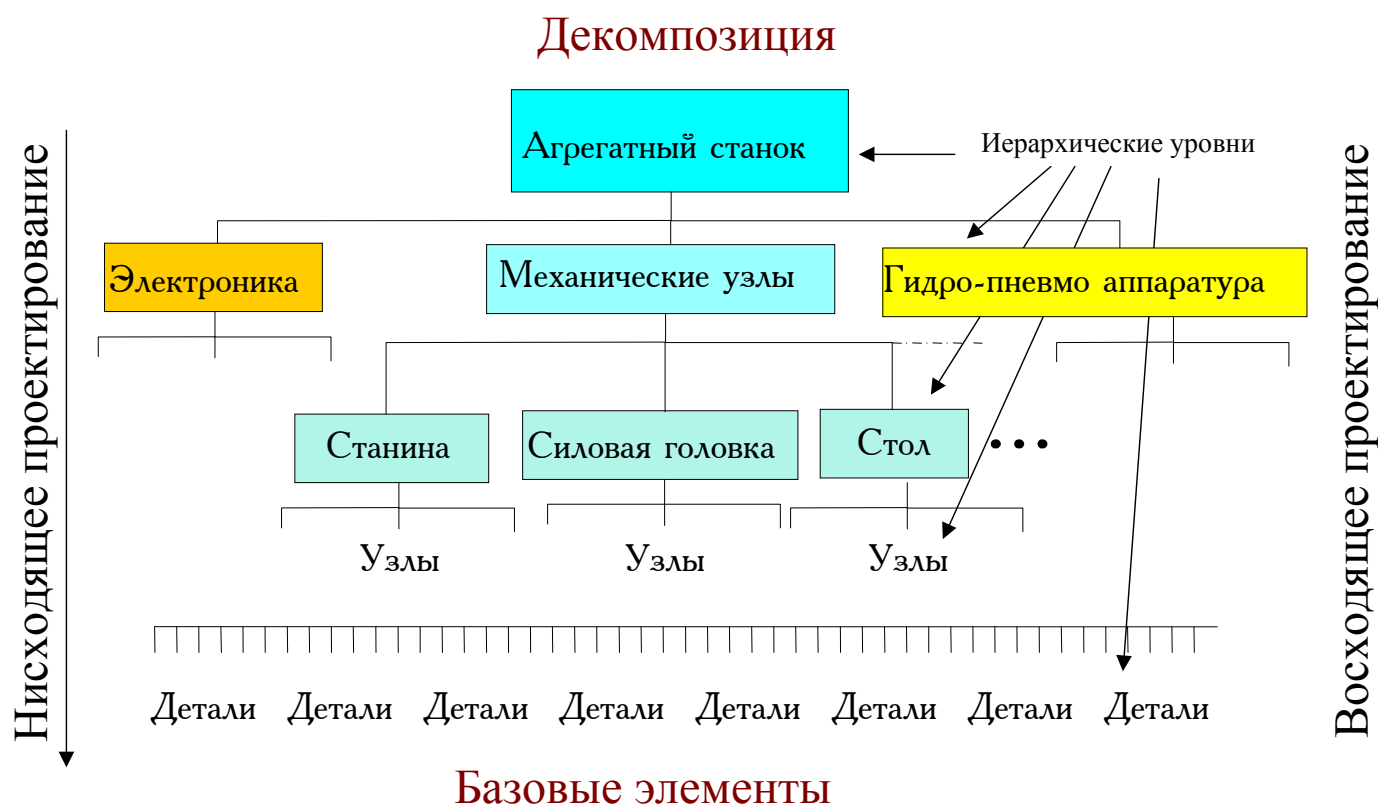 Декомпозиция
Агрегатный станок
Иерархические уровни
Нисходящее проектирование
Восходящее проектирование
Электроника
Механические узлы
Гидро-пневмо аппаратура
Станина
Силовая головка
Стол
•••
Узлы
Узлы
Узлы
Детали Детали Детали Детали Детали Детали Детали Детали
Базовые элементы